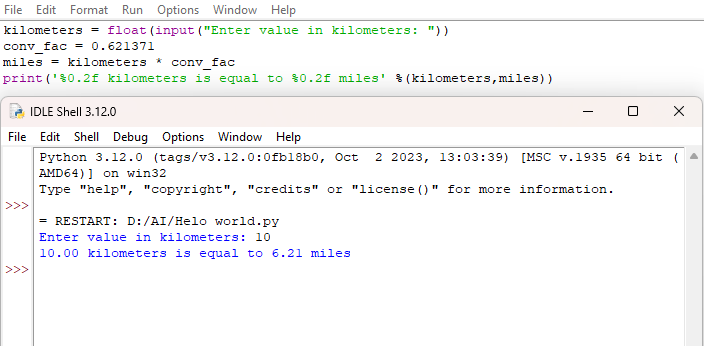 File Edit Format Run Options Window Help
kilometers = float(input("Enter value in kilometers: "))
conv_fac = 0.621371
miles = kilometers * conv_fac
print('%0.2f kilometers is equal to %0.2f miles' %(kilometers,miles))
IDLE Shell 3.12.0
File Edit Shell Debug Options Window Help
Python 3.12.0 (tags/v3.12.0:0fb18b0, Oct  2 2023, 13:03:39) [MSC v.1935 64 bit (
AMD64)] on win32
Type "help", "copyright", "credits" or "license()" for more information.
>>>
= RESTART: D:/AI/Helo world.py
Enter value in kilometers: 10
10.00 kilometers is equal to 6.21 miles
>>>